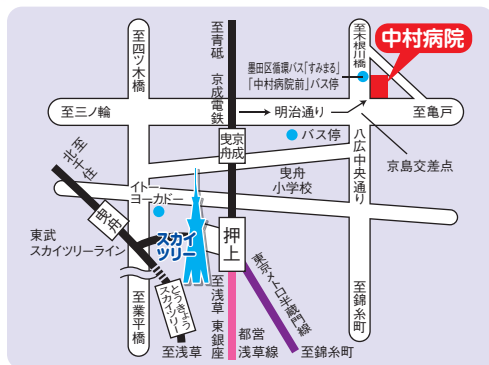 至四ツ木橋
至青砥
京成電鉄
至木根川橋
中村病院
墨田区循環バス「すみまる」
「中村病院前」バス停
至三ノ輪
明治通り
至亀戸
バス停
京成
曳舟
八広中央通り
京島交差点
曳舟
小学校
北至千住
イトー
ヨーカドー
曳舟
スカイ
ツリー
押上
東武
スカイツリーライン
とうきょう
スカイツリー
東京メトロ半蔵門線
至業平橋
至浅草
至浅草
東銀座
都営
浅草線
至錦糸町
至錦糸町